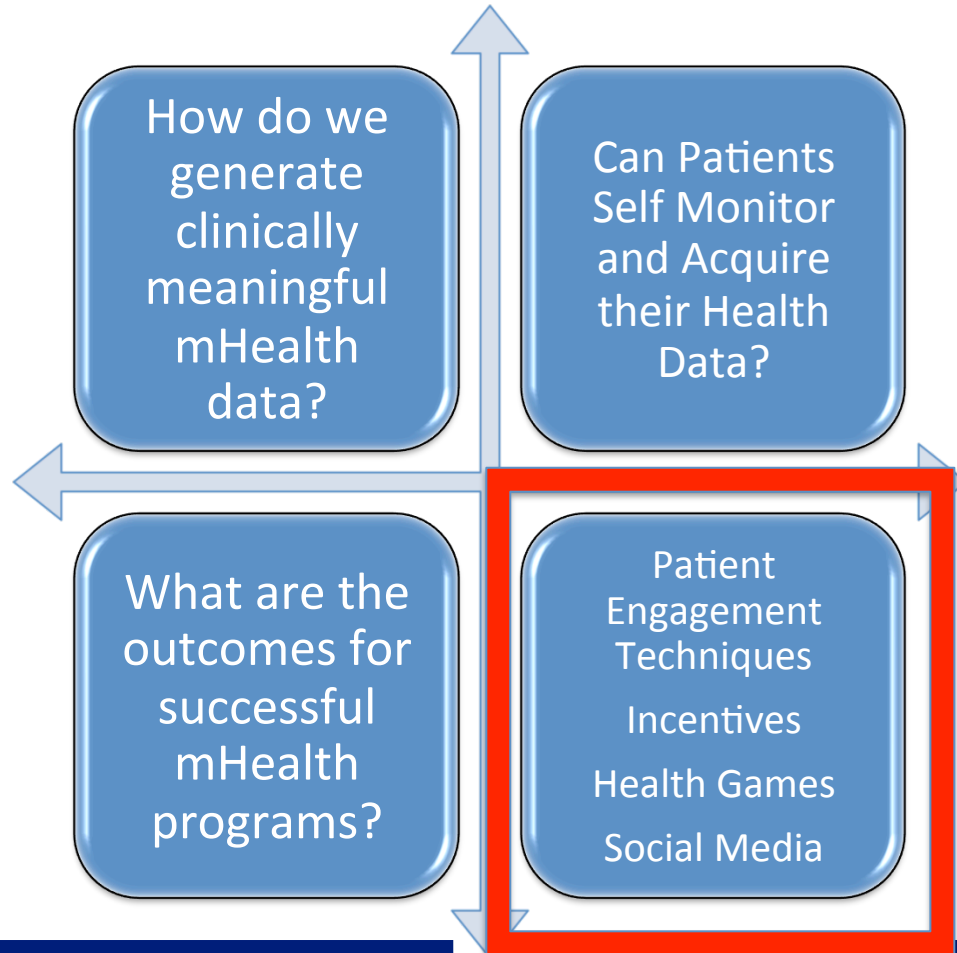 How do we
generate
clinically
meaningful
mHealth
data?
Can Patients
Self Monitor
and Acquire
their Health
Data?
What are the
outcomes for
successful
mHealth
programs?
Patient
Engagement
Techniques
Incentives
Health Games
Social Media